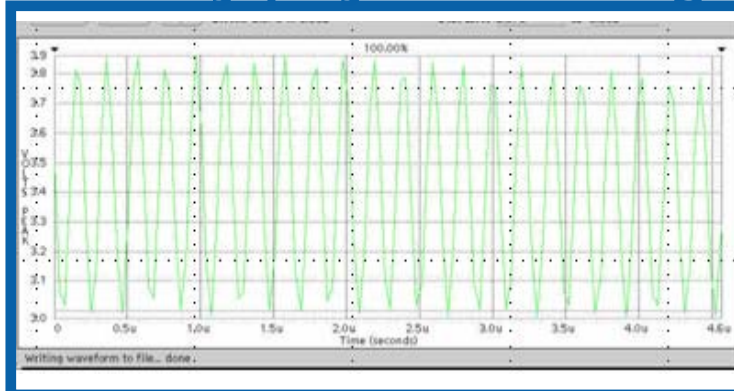 100.00%
3.9
3.8
3.7
3.6
3.5
3.4
3.3
3.2
3.1
3.0
VOLTS PEAK
0 0.5u 1.0u 1.5u 2.0u 2.5u 3.0u 3.5u 4.0u 4.6u
Time (seconds)
Writing waveform to file... done.